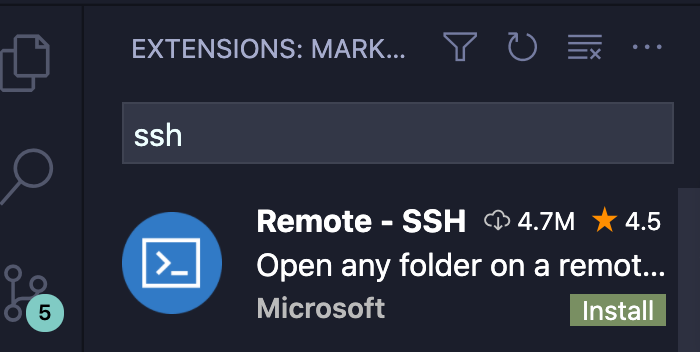 EXTENSIONS: MARK...
ssh
Remote - SSH 4.7M 4.5
Open any folder on a remot...
Microsoft Install
5